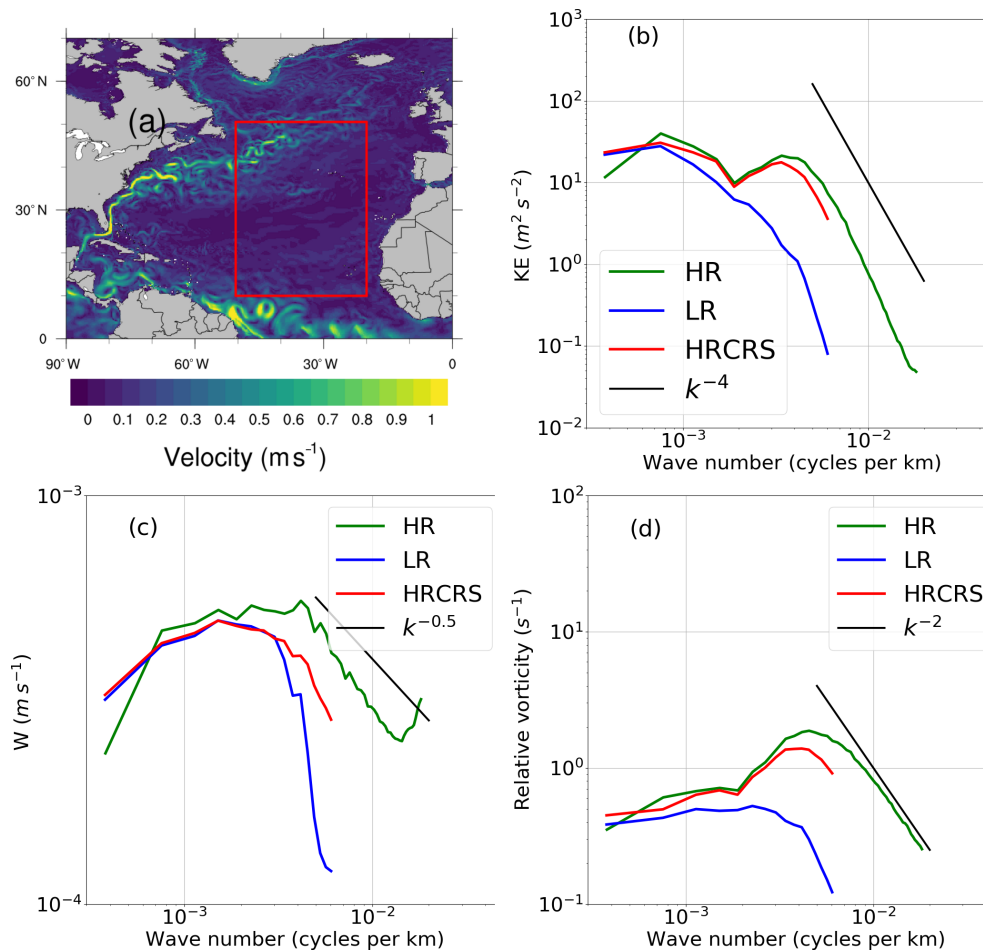 (a)
60°N
30°N
0
90°W 60°W 30°W 0
0 0.1 0.2 0.3 0.4 0.5 0.6 0.7 0.8 0.9 1
Velocity (m s⁻¹)
(b)
10³
10²
10¹
10⁰
10⁻¹
10⁻²
KE (m² s⁻²)
HR
LR
HRCRS
k⁻⁴
10⁻³ 10⁻²
Wave number (cycles per km)
(c)
10⁻³
10⁻⁴
W (m s⁻¹)
HR
LR
HRCRS
k⁻⁰·⁵
10⁻³ 10⁻²
Wave number (cycles per km)
(d)
10²
10¹
10⁰
10⁻¹
Relative vorticity (s⁻¹)
HR
LR
HRCRS
k⁻²
10⁻³ 10⁻²
Wave number (cycles per km)